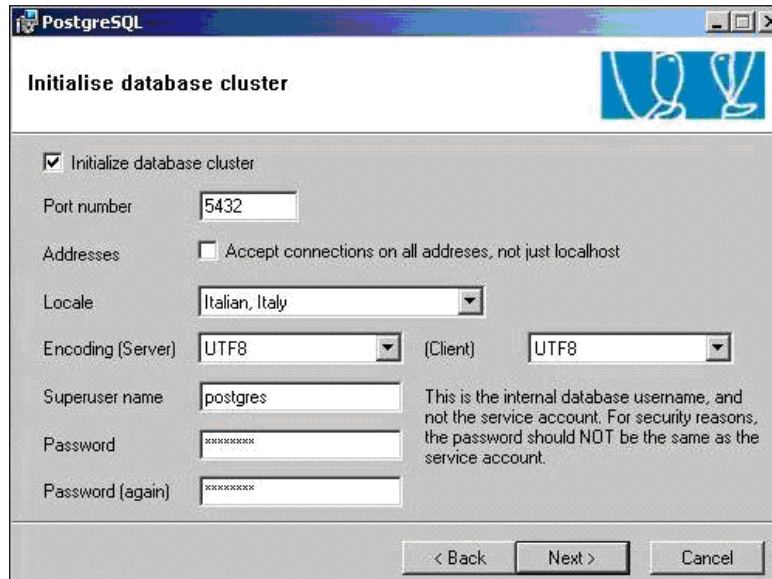 PostgreSQL
Initialise database cluster
Initialize database cluster
Port number 5432
Addresses Accept connections on all addreses, not just localhost
Locale Italian, Italy
Encoding (Server) UTF8 (Client) UTF8
Superuser name postgres
This is the internal database username, and
not the service account. For security reasons,
the password should NOT be the same as the
service account.
Password ********
Password (again) ********
< Back Next > Cancel